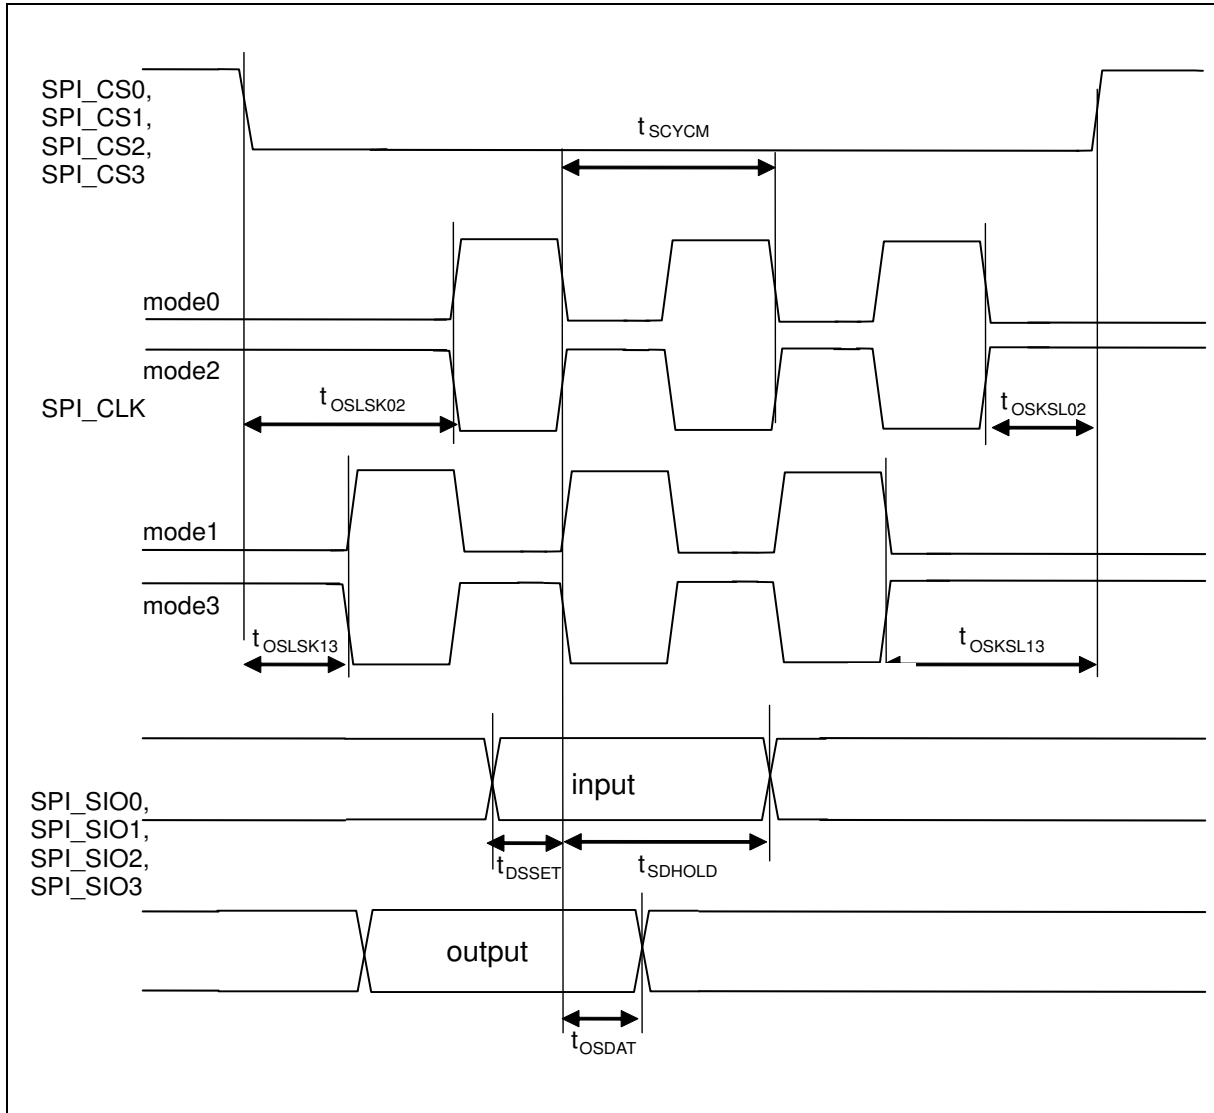 SPI_CS0,
SPI_CS1,
SPI_CS2,
SPI_CS3
tSCYCM
mode0
mode2
SPI_CLK
tOSLSK02
tOSKSL02
mode1
mode3
tOSLSK13
tOSKSL13
input
SPI_SIO0,
SPI_SIO1,
SPI_SIO2,
SPI_SIO3
tDSSET
tSDHOLD
output
tOSDAT